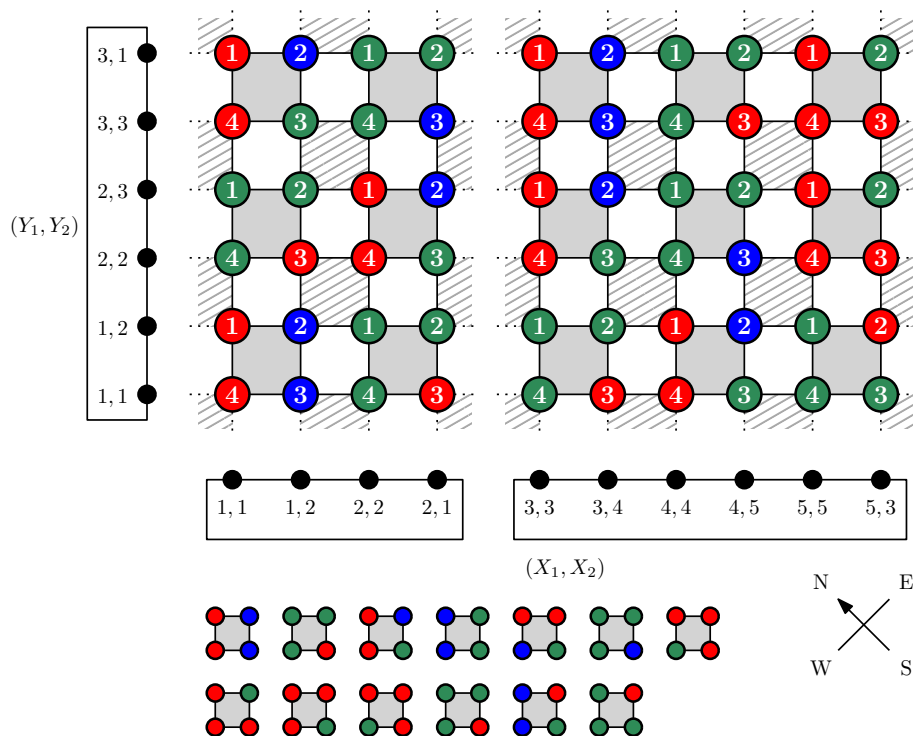 3, 1 1 2 1 2 1 2 1 2 1 2
3, 3 4 3 4 3 4 3 4 3 4 3
2, 3 1 2 1 2 1 2 1 2 1 2
(Y₁, Y₂)
2, 2 4 3 4 3 4 3 4 3 4 3
1, 2 1 2 1 2 1 2 1 2 1 2
1, 1 4 3 4 3 4 3 4 3 4 3
1, 1 1, 2 2, 2 2, 1 3, 3 3, 4 4, 4 4, 5 5, 5 5, 3
(X₁, X₂)
N E
W S